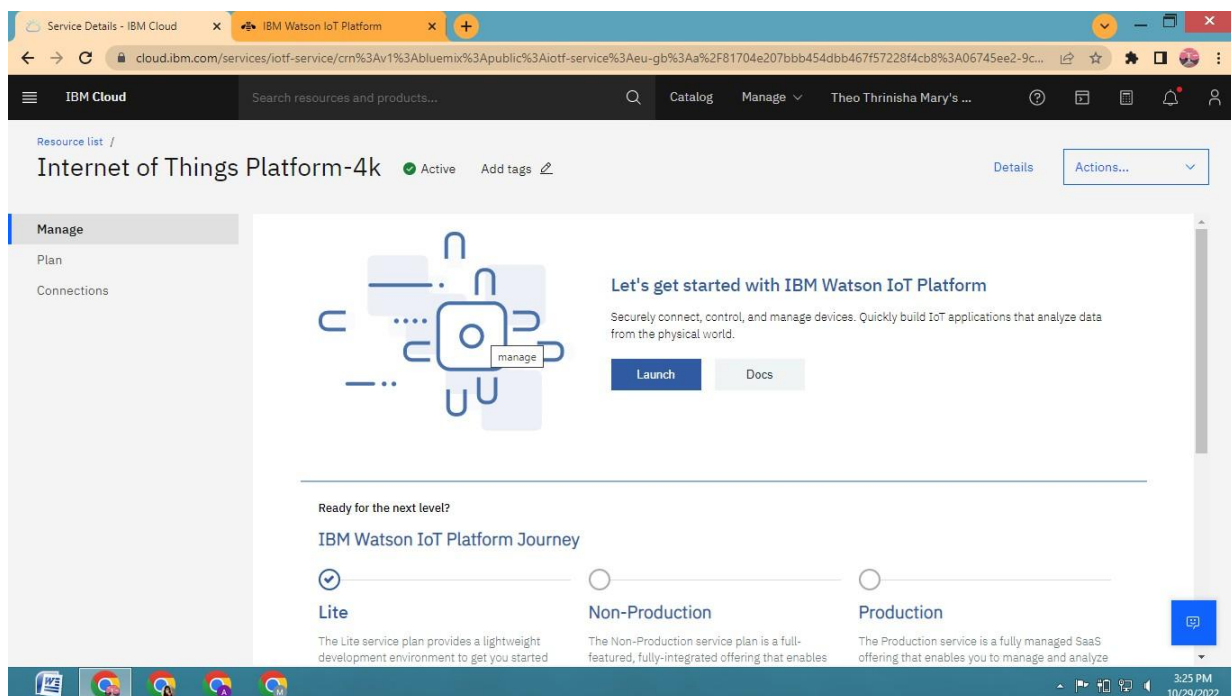 Service Details - IBM Cloud
IBM Watson IoT Platform
cloud.ibm.com/services/iotf-service/crn%3Av1%3Abluemix%3Apublic%3Aiotf-service%3Aeu-gb%3Aa%2F81704e207bbb454dbb467f57228f4cb8%3A06745ee2-9c...
IBM Cloud
Search resources and products...
Catalog
Manage
Theo Thrinisha Mary's ...
Resource list /
Internet of Things Platform-4k
Active
Add tags
Details
Actions...
Manage
Plan
Connections
manage
Let's get started with IBM Watson IoT Platform
Securely connect, control, and manage devices. Quickly build IoT applications that analyze data
from the physical world.
Launch
Docs
Ready for the next level?
IBM Watson IoT Platform Journey
Lite
The Lite service plan provides a lightweight
development environment to get you started
Non-Production
The Non-Production service plan is a full-
featured, fully-integrated offering that enables
Production
The Production service is a fully managed SaaS
offering that enables you to manage and analyze
3:25 PM
10/29/2022